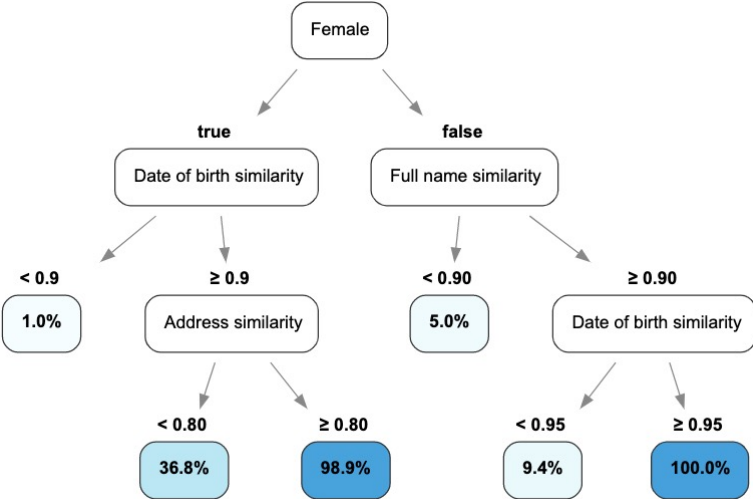 Female
true
false
Date of birth similarity
Full name similarity
< 0.9
≥ 0.9
< 0.90
≥ 0.90
1.0%
Address similarity
5.0%
Date of birth similarity
< 0.80
≥ 0.80
< 0.95
≥ 0.95
36.8%
98.9%
9.4%
100.0%